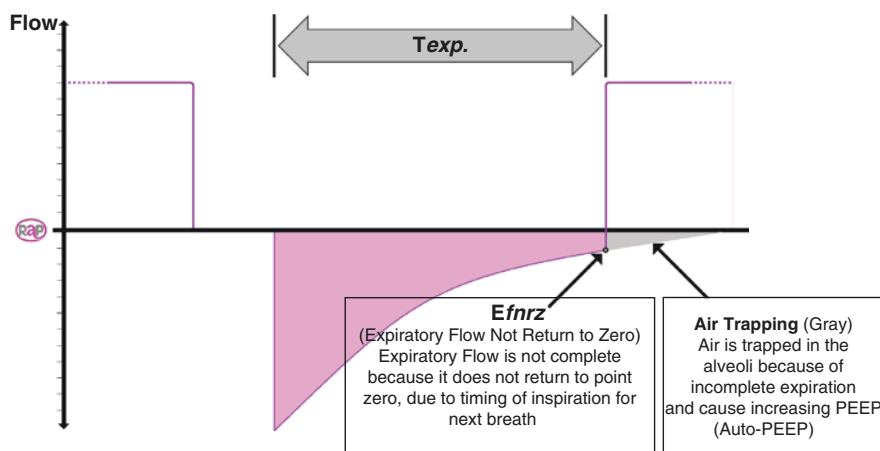 Flow
Texp.
RaP
Efnrz
(Expiratory Flow Not Return to Zero)
Expiratory Flow is not complete
because it does not return to point
zero, due to timing of inspiration for
next breath
Air Trapping (Gray)
Air is trapped in the
alveoli because of
incomplete expiration
and cause increasing PEEP
(Auto-PEEP)